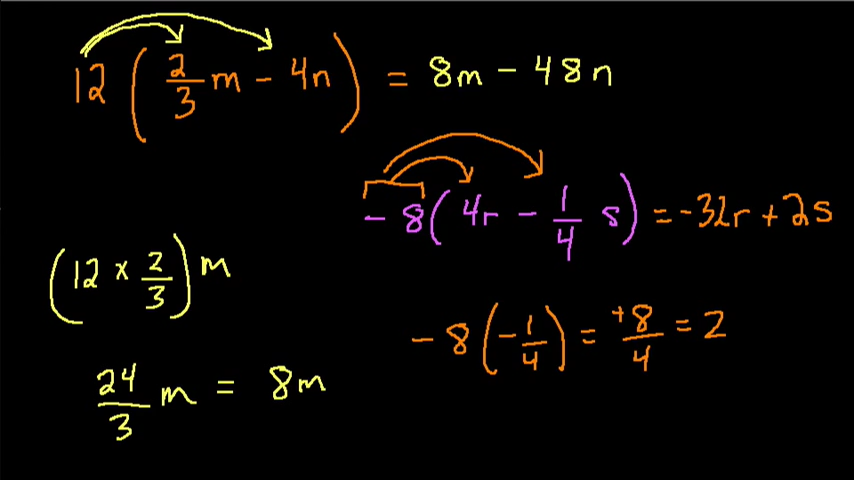 12 ( 2/3 m - 4n ) = 8m - 48n
- 8 ( 4r - 1/4 s ) = -32r + 2s
( 12 × 2/3 ) m
- 8 ( - 1/4 ) = +8/4 = 2
24/3 m = 8m